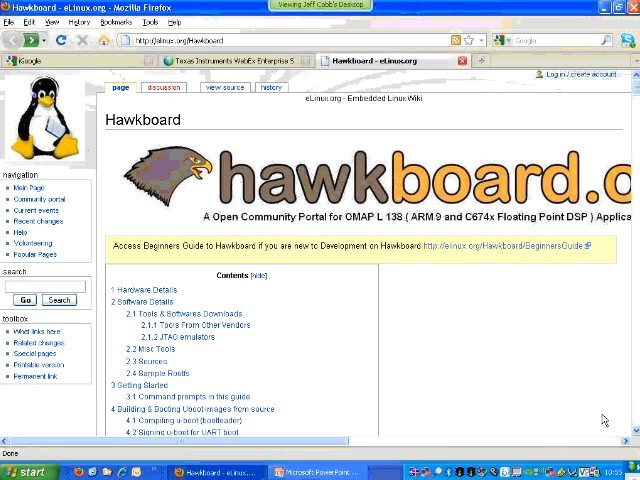 Hawkboard - eLinux.org - Mozilla Firefox
Viewing Jeff Cobb's Desktop
File Edit View History Bookmarks Tools Help
http://elinux.org/Hawkboard
Google
iGoogle
Texas Instruments WebEx Enterprise S...
Hawkboard - eLinux.org
Log in / create account
page
discussion
view source
history
eLinux.org - Embedded Linux Wiki
Hawkboard
hawkboard.o
A Open Community Portal for OMAP L 138 ( ARM 9 and C674x Floating Point DSP ) Applica
Access Beginners Guide to Hawkboard if you are new to Development on Hawkboard http://elinux.org/Hawkboard/BeginnersGuide
navigation
Main Page
Community portal
Current events
Recent changes
Help
Volunteering
Popular Pages
search
Go
Search
toolbox
What links here
Related changes
Special pages
Printable version
Permanent link
Contents [hide]
1 Hardware Details
2 Software Details
2.1 Tools & Softwares Downloads
2.1.1 Tools From Other Vendors
2.1.2 JTAG emulators
2.2 Misc Tools
2.3 Sources
2.4 Sample Rootfs
3 Getting Started
3.1 Command prompts in this guide
4 Building & Booting Uboot images from source
4.1 Compiling u-boot (bootloader)
4.2 Signing u-boot for UART boot
Done
start
Hawkboard - eLinux....
Microsoft PowerPoint ...
10:55